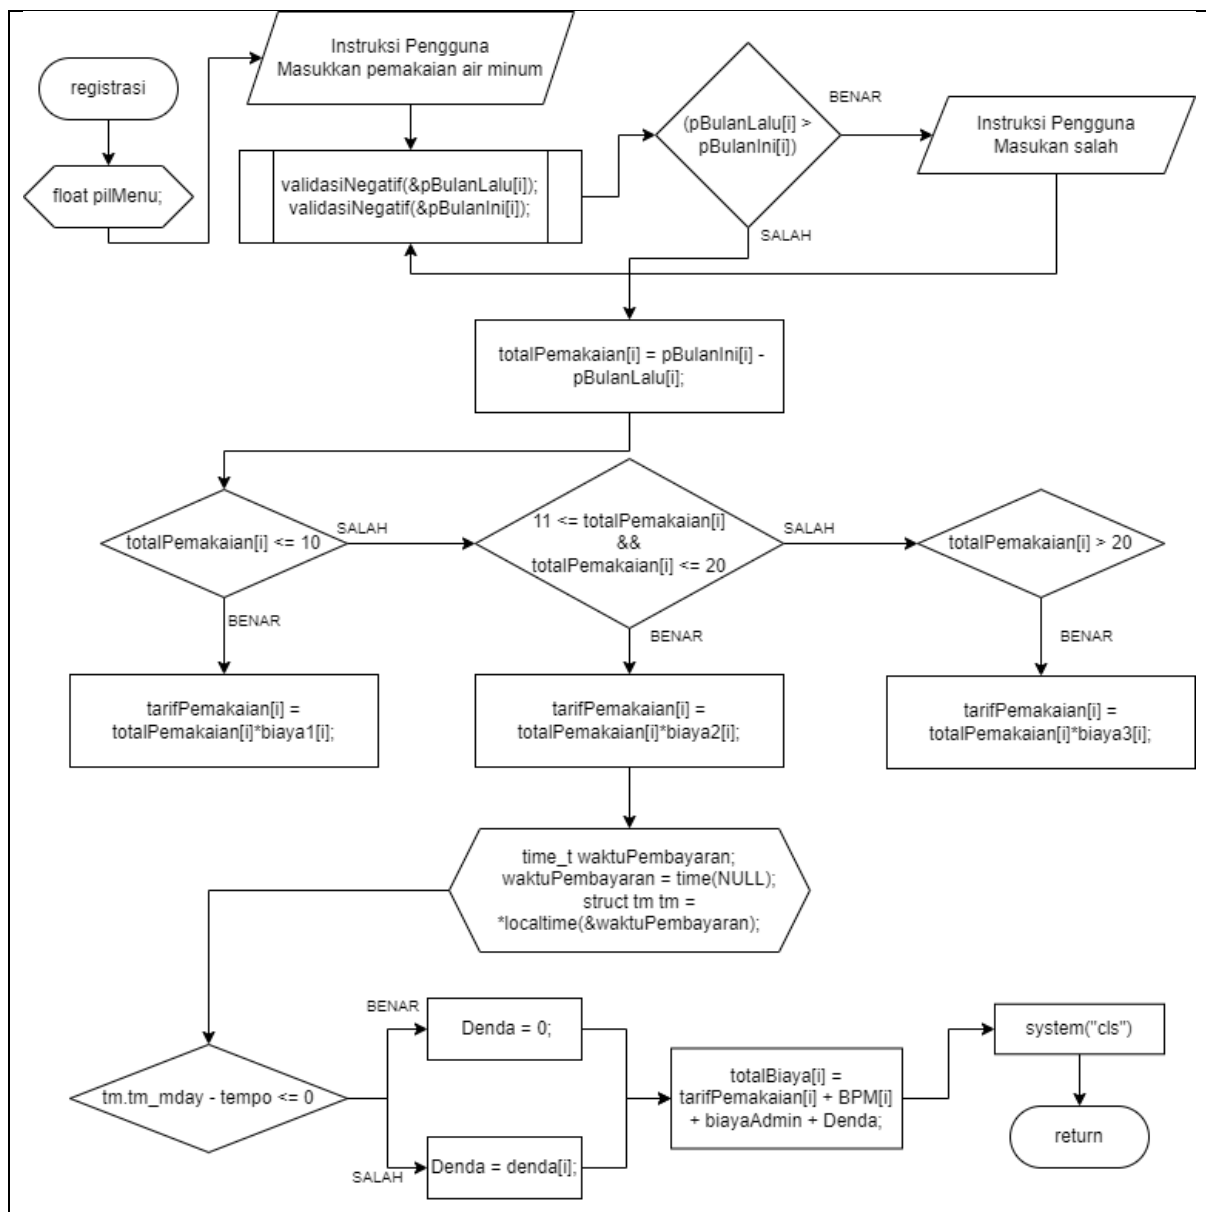 registrasi
float pilMenu;
Instruksi Pengguna
Masukkan pemakaian air minum
validasiNegatif(&pBulanLalu[i]);
validasiNegatif(&pBulanIni[i]);
(pBulanLalu[i] >
pBulanIni[i])
BENAR
Instruksi Pengguna
Masukan salah
SALAH
totalPemakaian[i] = pBulanIni[i] -
pBulanLalu[i];
totalPemakaian[i] <= 10
SALAH
11 <= totalPemakaian[i]
&&
totalPemakaian[i] <= 20
SALAH
totalPemakaian[i] > 20
BENAR
BENAR
BENAR
tarifPemakaian[i] =
totalPemakaian[i]*biaya1[i];
tarifPemakaian[i] =
totalPemakaian[i]*biaya2[i];
tarifPemakaian[i] =
totalPemakaian[i]*biaya3[i];
time_t waktuPembayaran;
waktuPembayaran = time(NULL);
struct tm tm =
*localtime(&waktuPembayaran);
tm.tm_mday - tempo <= 0
BENAR
Denda = 0;
SALAH
Denda = denda[i];
totalBiaya[i] =
tarifPemakaian[i] + BPM[i]
+ biayaAdmin + Denda;
system("cls")
return